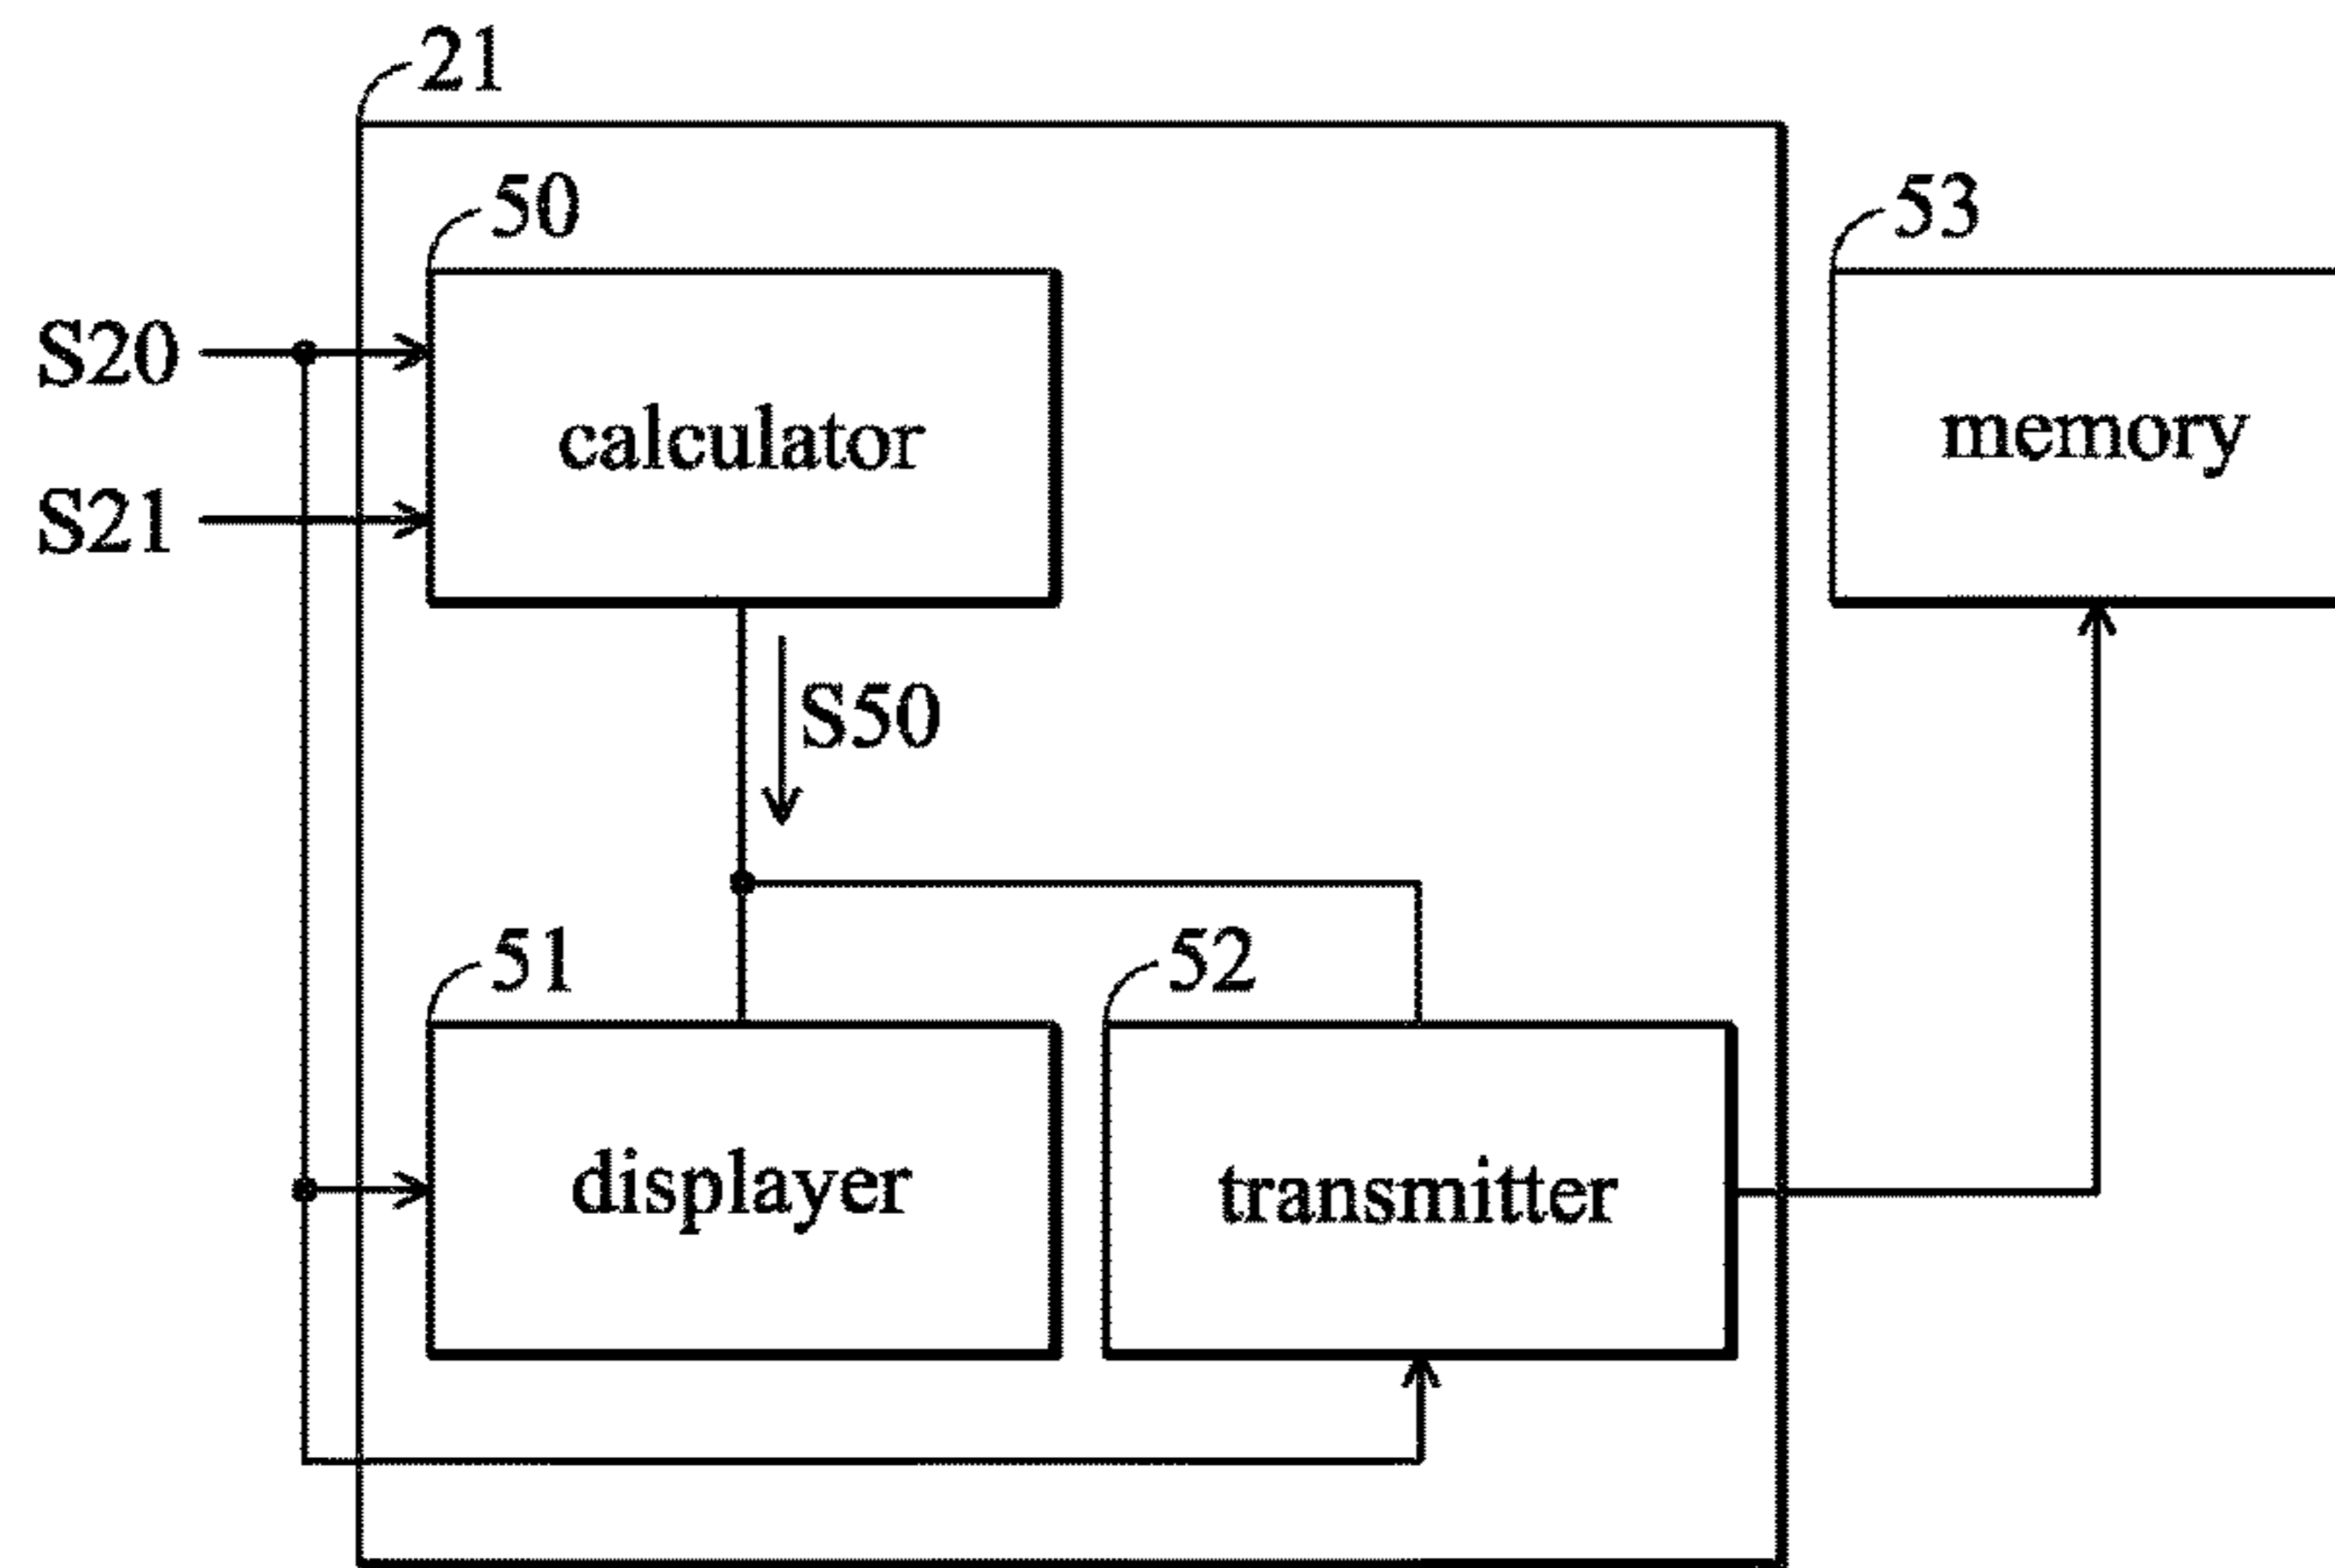 21
50
53
S20
calculator
memory
S21
S50
51
52
displayer
transmitter